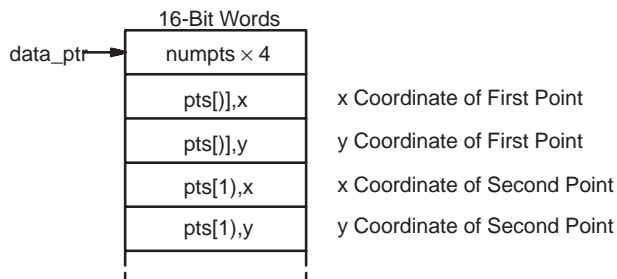 16-Bit Words
data_ptr numpts × 4
pts[)],x x Coordinate of First Point
pts[)],y y Coordinate of First Point
pts[1),x x Coordinate of Second Point
pts[1),y y Coordinate of Second Point